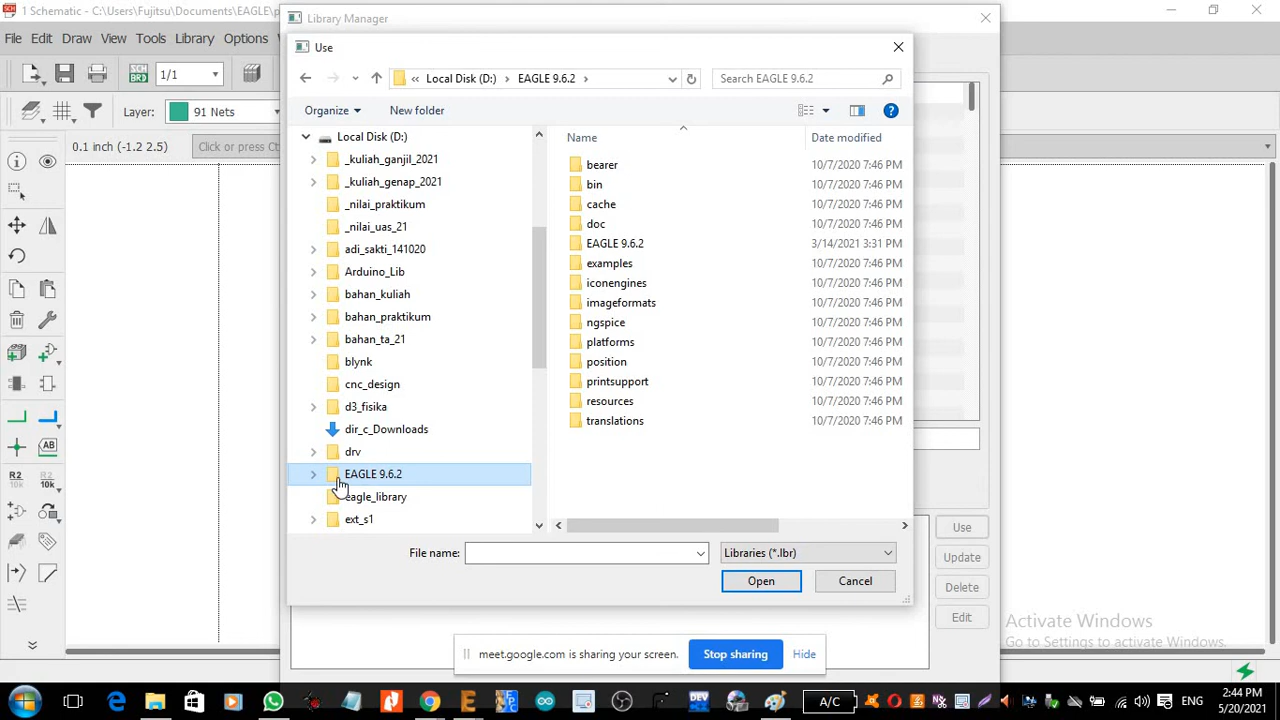 1 Schematic - C:\Users\Fujitsu\Documents\EAGLE\p
Library Manager
File Edit Draw View Tools Library Options
Use
Local Disk (D:) EAGLE 9.6.2
Search EAGLE 9.6.2
SCH
BRD
1/1
Organize
New folder
Layer:
91 Nets
0.1 inch (-1.2 2.5)
Click or press Ct
Local Disk (D:)
_kuliah_ganjil_2021
_kuliah_genap_2021
_nilai_praktikum
_nilai_uas_21
adi_sakti_141020
Arduino_Lib
bahan_kuliah
bahan_praktikum
bahan_ta_21
blynk
cnc_design
d3_fisika
dir_c_Downloads
drv
EAGLE 9.6.2
eagle_library
ext_s1
Name Date modified
bearer 10/7/2020 7:46 PM
bin 10/7/2020 7:46 PM
cache 10/7/2020 7:46 PM
doc 10/7/2020 7:46 PM
EAGLE 9.6.2 3/14/2021 3:31 PM
examples 10/7/2020 7:46 PM
iconengines 10/7/2020 7:46 PM
imageformats 10/7/2020 7:46 PM
ngspice 10/7/2020 7:46 PM
platforms 10/7/2020 7:46 PM
position 10/7/2020 7:46 PM
printsupport 10/7/2020 7:46 PM
resources 10/7/2020 7:46 PM
translations 10/7/2020 7:46 PM
AB
R2 R2
10k 10k
File name:
Libraries (*.lbr)
Open
Cancel
Use
Update
Delete
Edit
Activate Windows
Go to Settings to activate Windows.
meet.google.com is sharing your screen.
Stop sharing
Hide
DEV
A/C
ENG
2:44 PM
5/20/2021